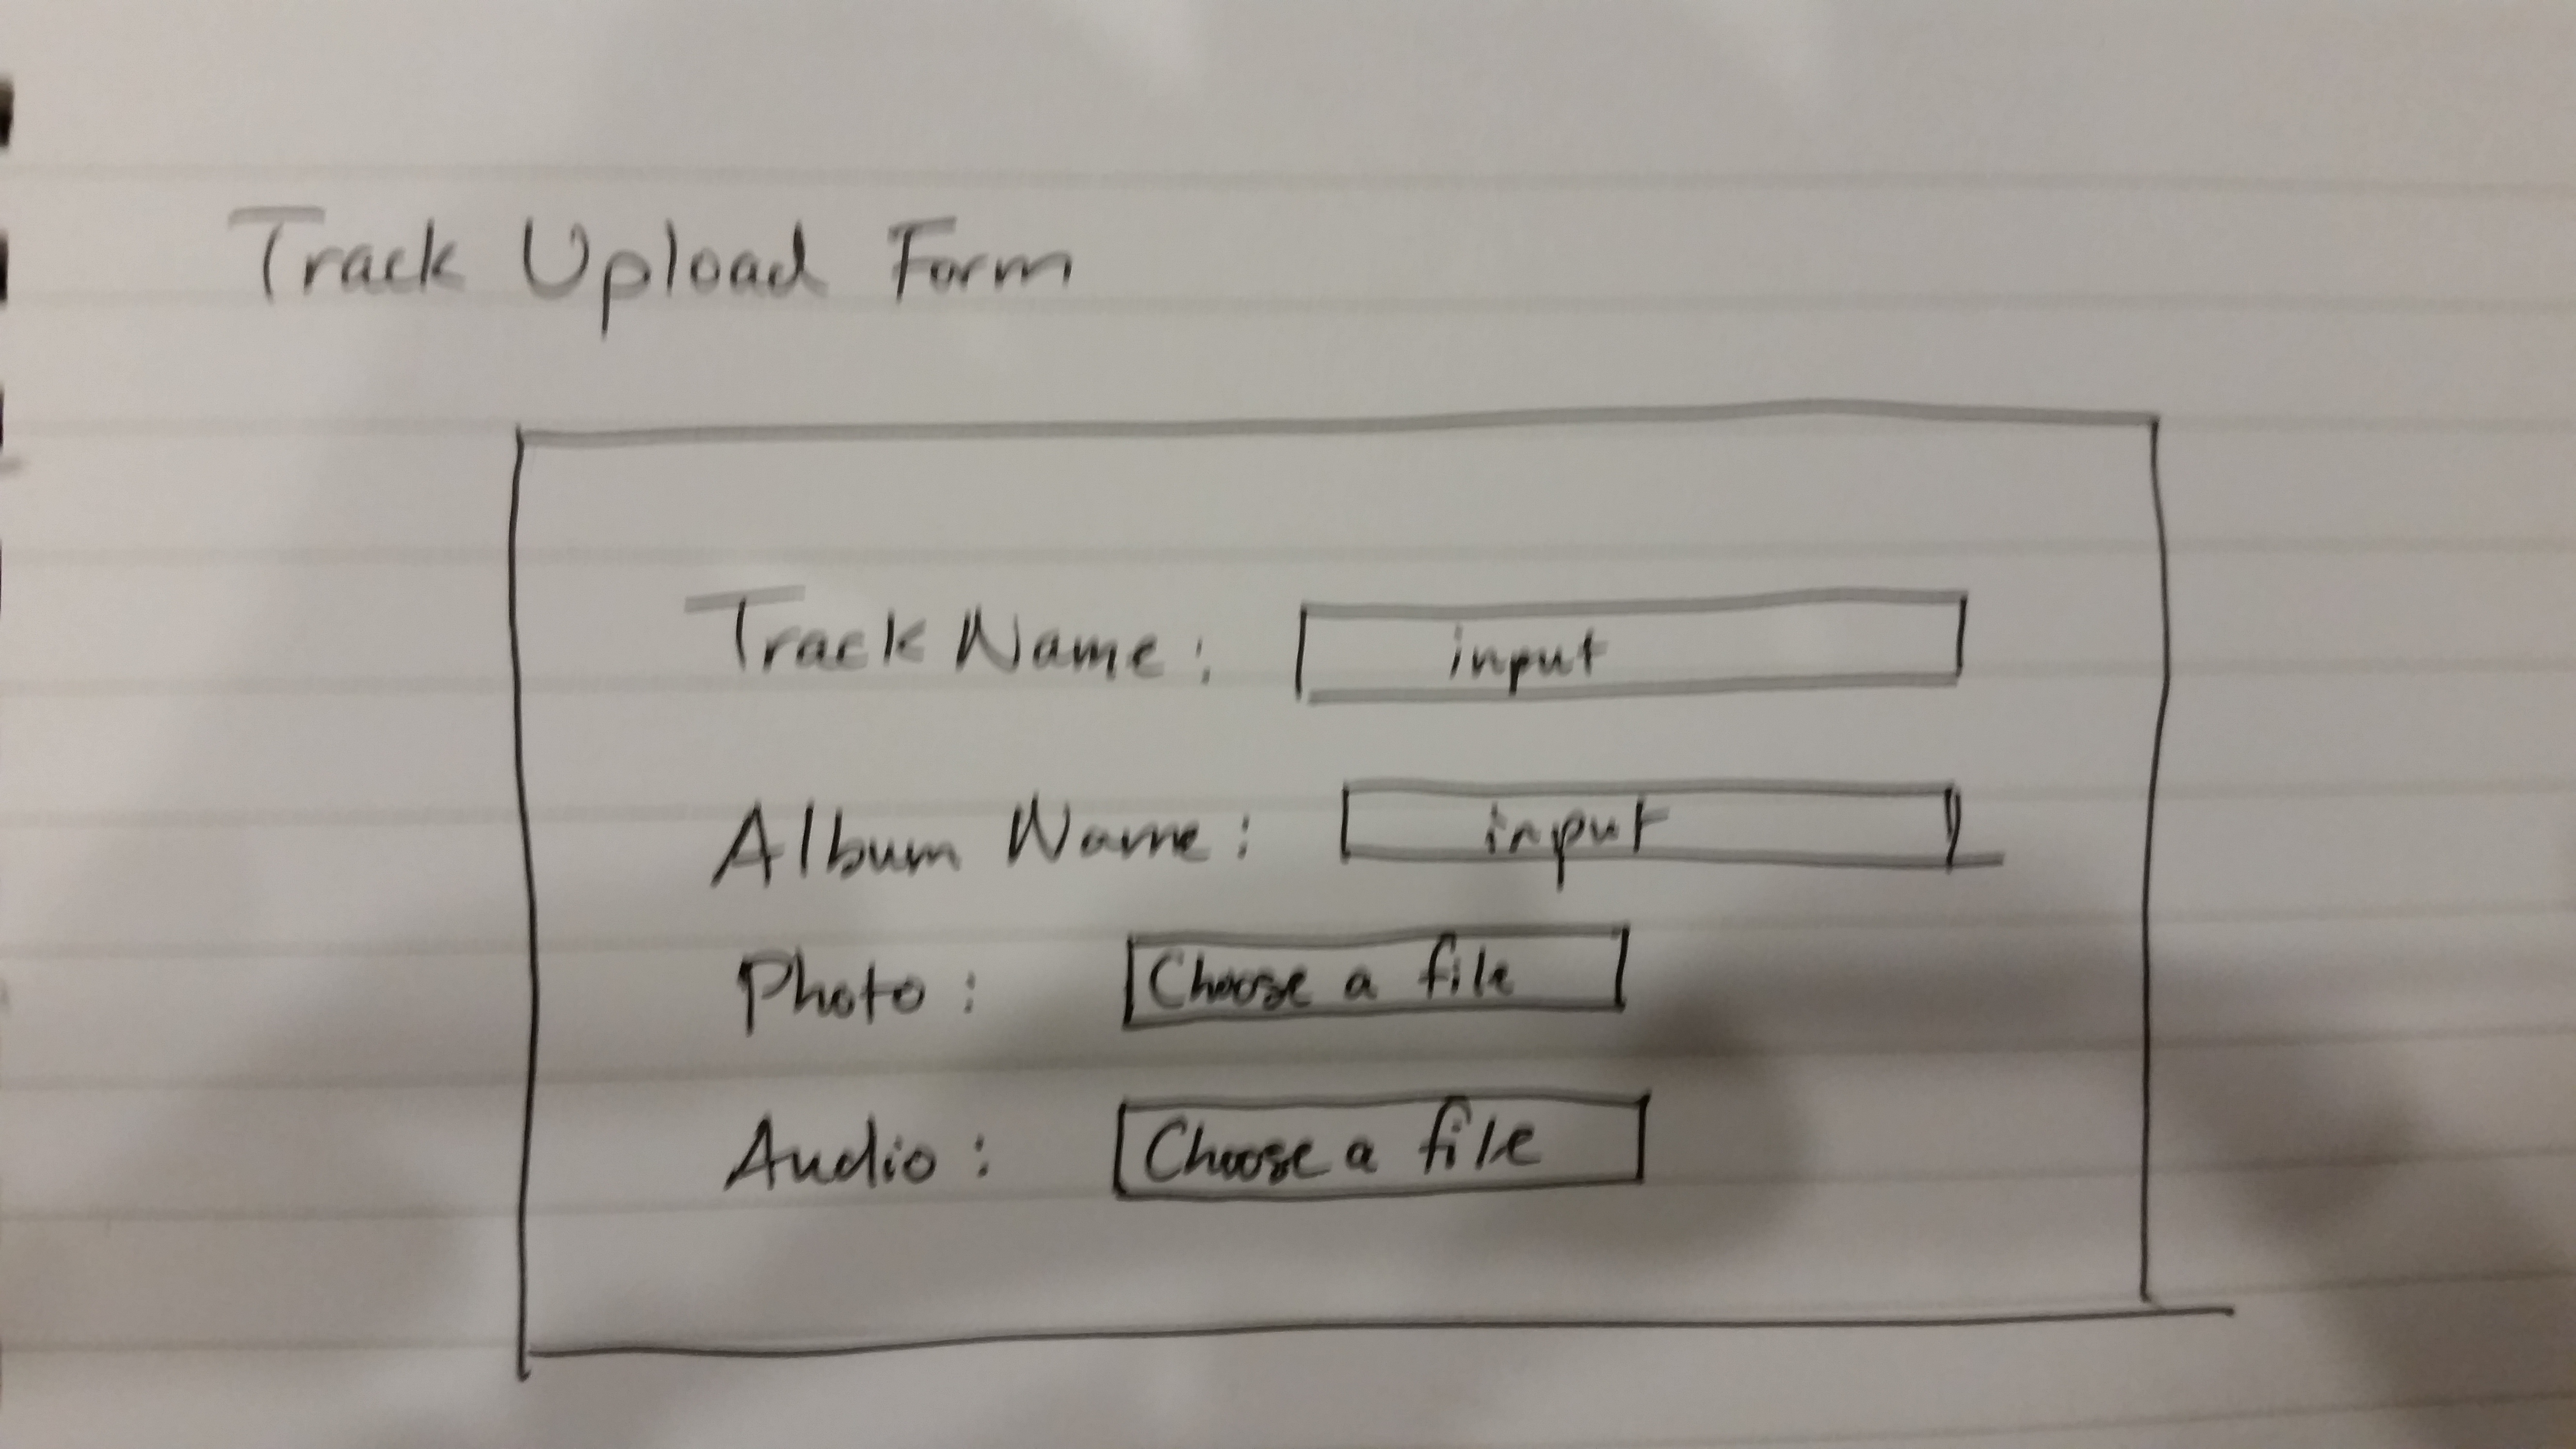 Track Upload Form
Track Name: input
Album Name: input
Photo: Choose a file
Audio: Choose a file